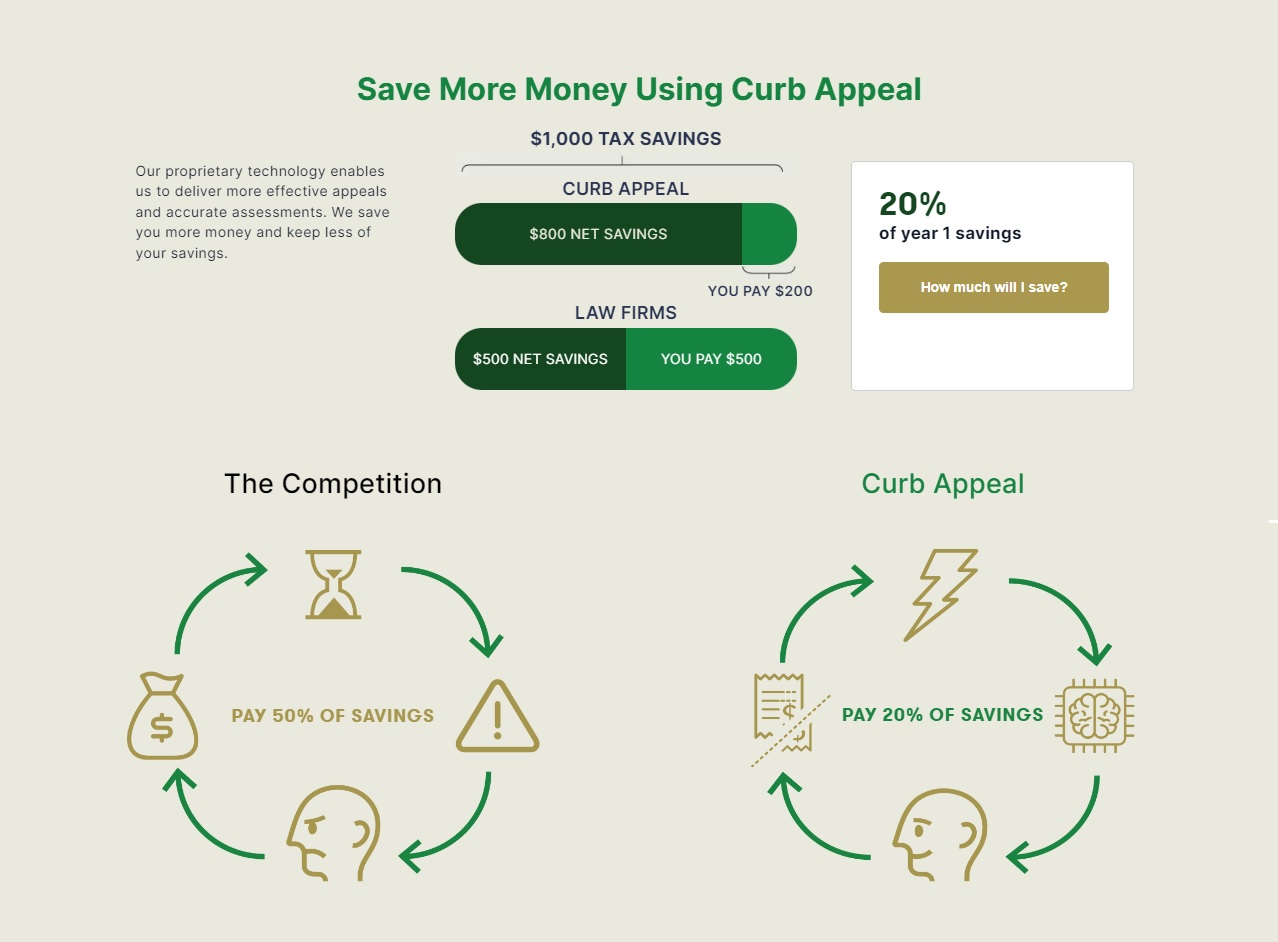 Save More Money Using Curb Appeal
Our proprietary technology enables
us to deliver more effective appeals
and accurate assessments. We save
you more money and keep less of
your savings.
$1,000 TAX SAVINGS
CURB APPEAL
$800 NET SAVINGS
YOU PAY $200
LAW FIRMS
$500 NET SAVINGS YOU PAY $500
20%
of year 1 savings
How much will I save?
The Competition
PAY 50% OF SAVINGS
$
Curb Appeal
PAY 20% OF SAVINGS
$
$